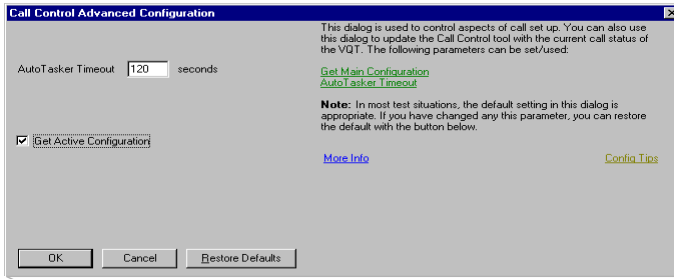 Call Control Advanced Configuration
AutoTasker Timeout 120 seconds
Get Active Configuration
OK Cancel Restore Defaults
This dialog is used to control aspects of call set up. You can also use
this dialog to update the Call Control tool with the current call status of
the VQT. The following parameters can be set/used:
Get Main Configuration
AutoTasker Timeout
Note: In most test situations, the default setting in this dialog is
appropriate. If you have changed any this parameter, you can restore
the default with the button below.
More Info Config Tips